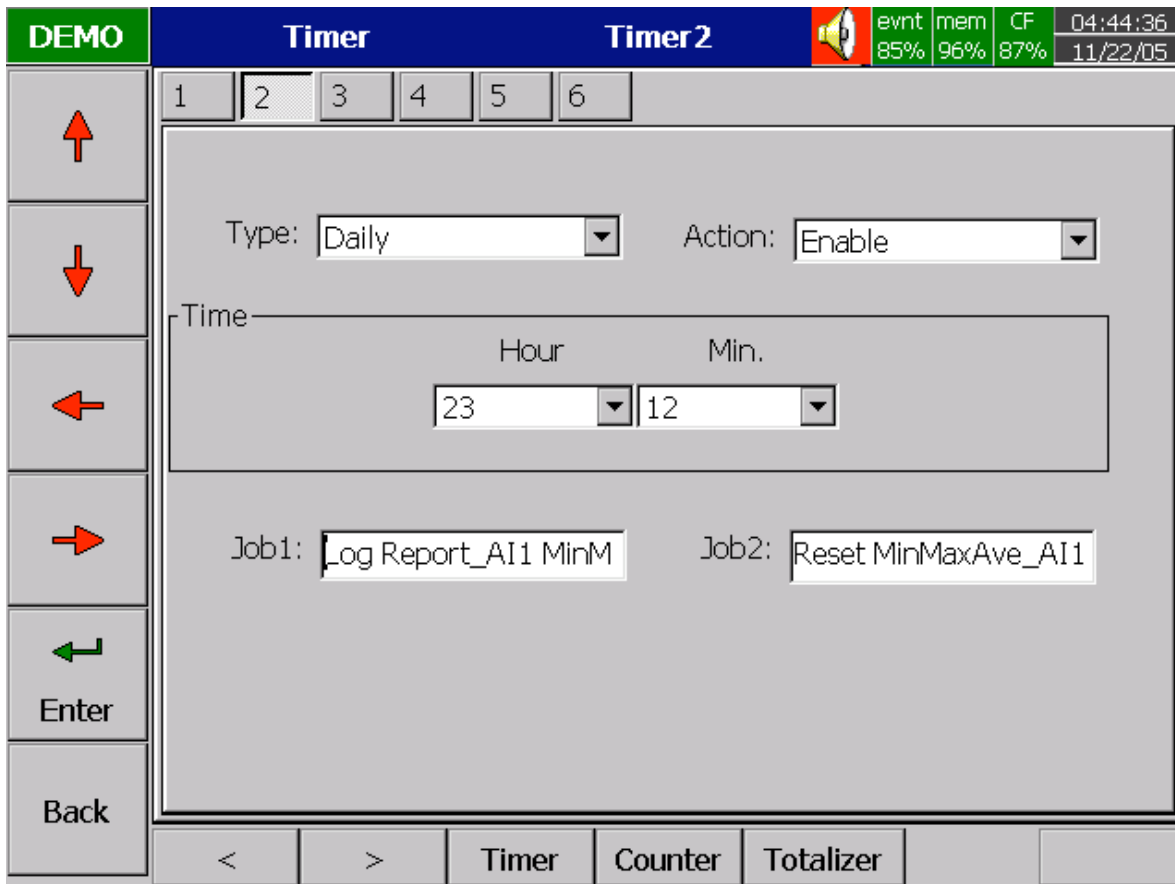 DEMO Timer Timer2 evnt mem CF 04:44:36
85% 96% 87% 11/22/05
1 2 3 4 5 6
Type: Daily Action: Enable
Time
Hour Min.
23 12
Job1: Log Report_AI1 MinM Job2: Reset MinMaxAve_AI1
Enter
Back
< > Timer Counter Totalizer